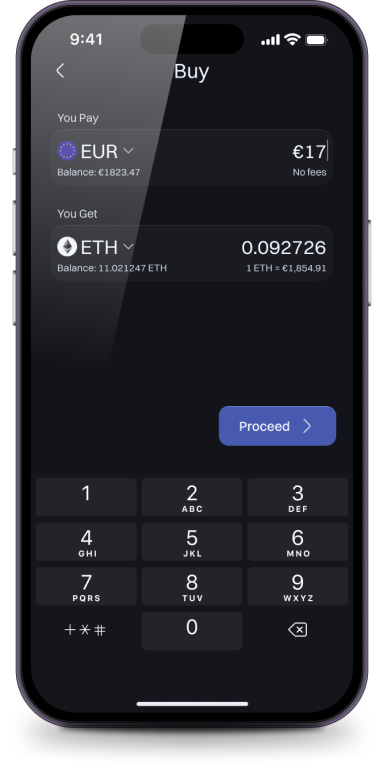 9:41
Buy
You Pay
EUR
€17
Balance: €1823.47
No fees
You Get
ETH
0.092726
Balance: 11.021247 ETH
1 ETH = €1,854.91
Proceed
1
2
3
ABC
DEF
4
5
6
GHI
JKL
MNO
7
8
9
PQRS
TUV
WXYZ
+*#
0